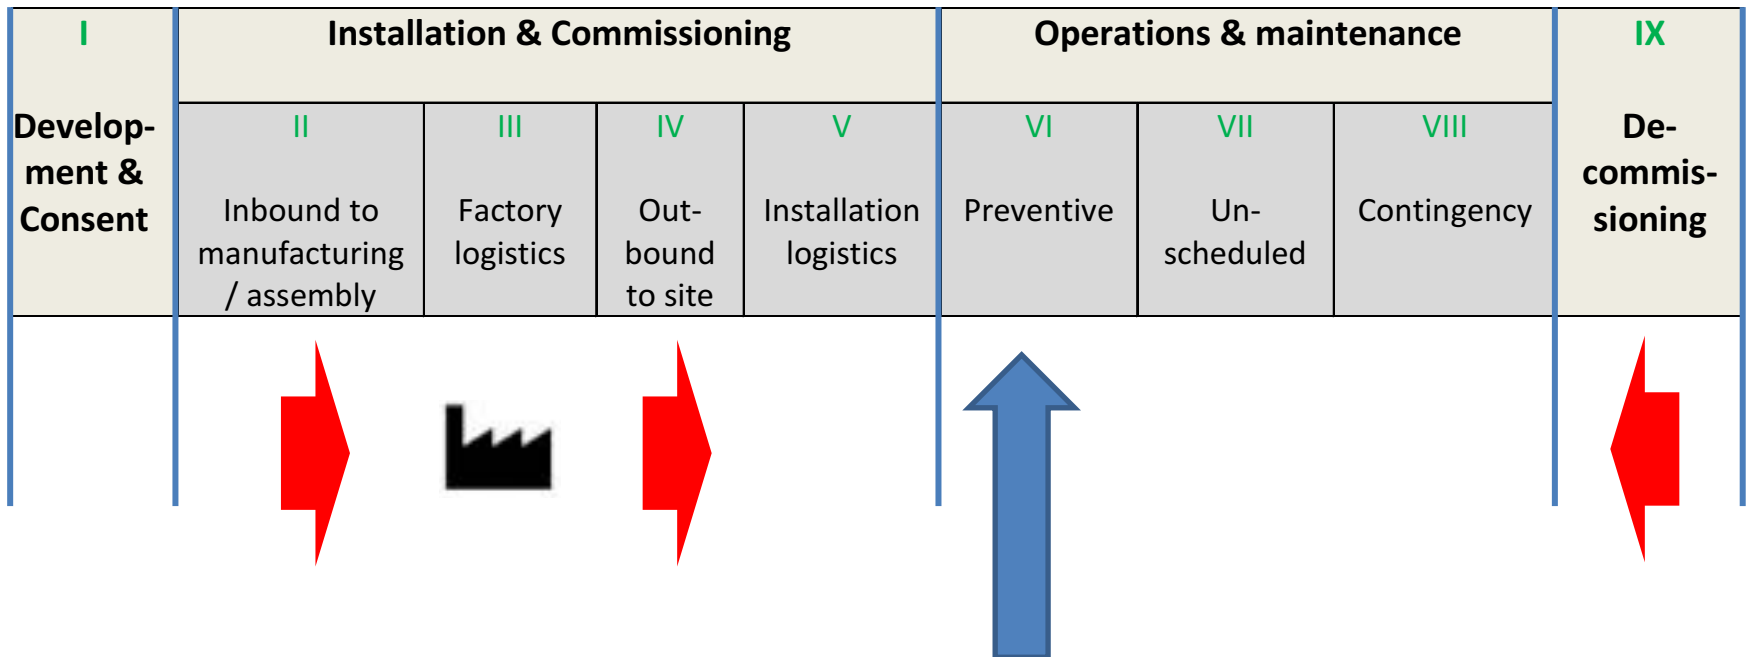 I
Develop-
ment &
Consent
Installation & Commissioning
II
Inbound to
manufacturing
/ assembly
III
Factory
logistics
IV
Out-
bound
to site
V
Installation
logistics
Operations & maintenance
VI
Preventive
VII
Un-
scheduled
VIII
Contingency
IX
De-
commis-
sioning